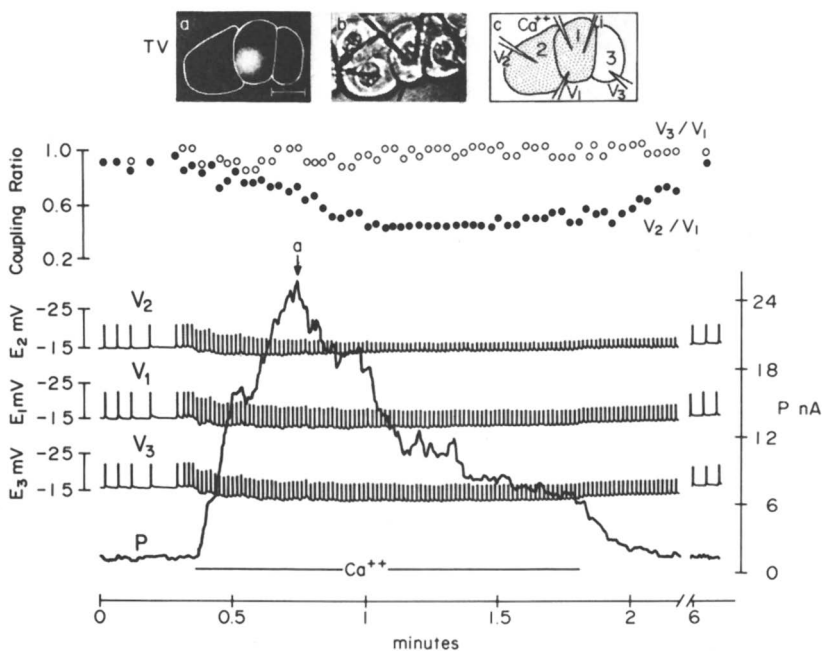 TV
a
b
c
Ca⁺⁺
i
V₂
2
1
3
V₁
V₃
V₃/V₁
Coupling Ratio
1.0
0.6
0.2
V₂/V₁
a
E₂ mV
-25
-15
V₂
E₁ mV
-25
-15
V₁
E₃ mV
-25
-15
V₃
P
24
18
P nA
12
6
0
Ca⁺⁺
0 0.5 1 1.5 2 6
minutes